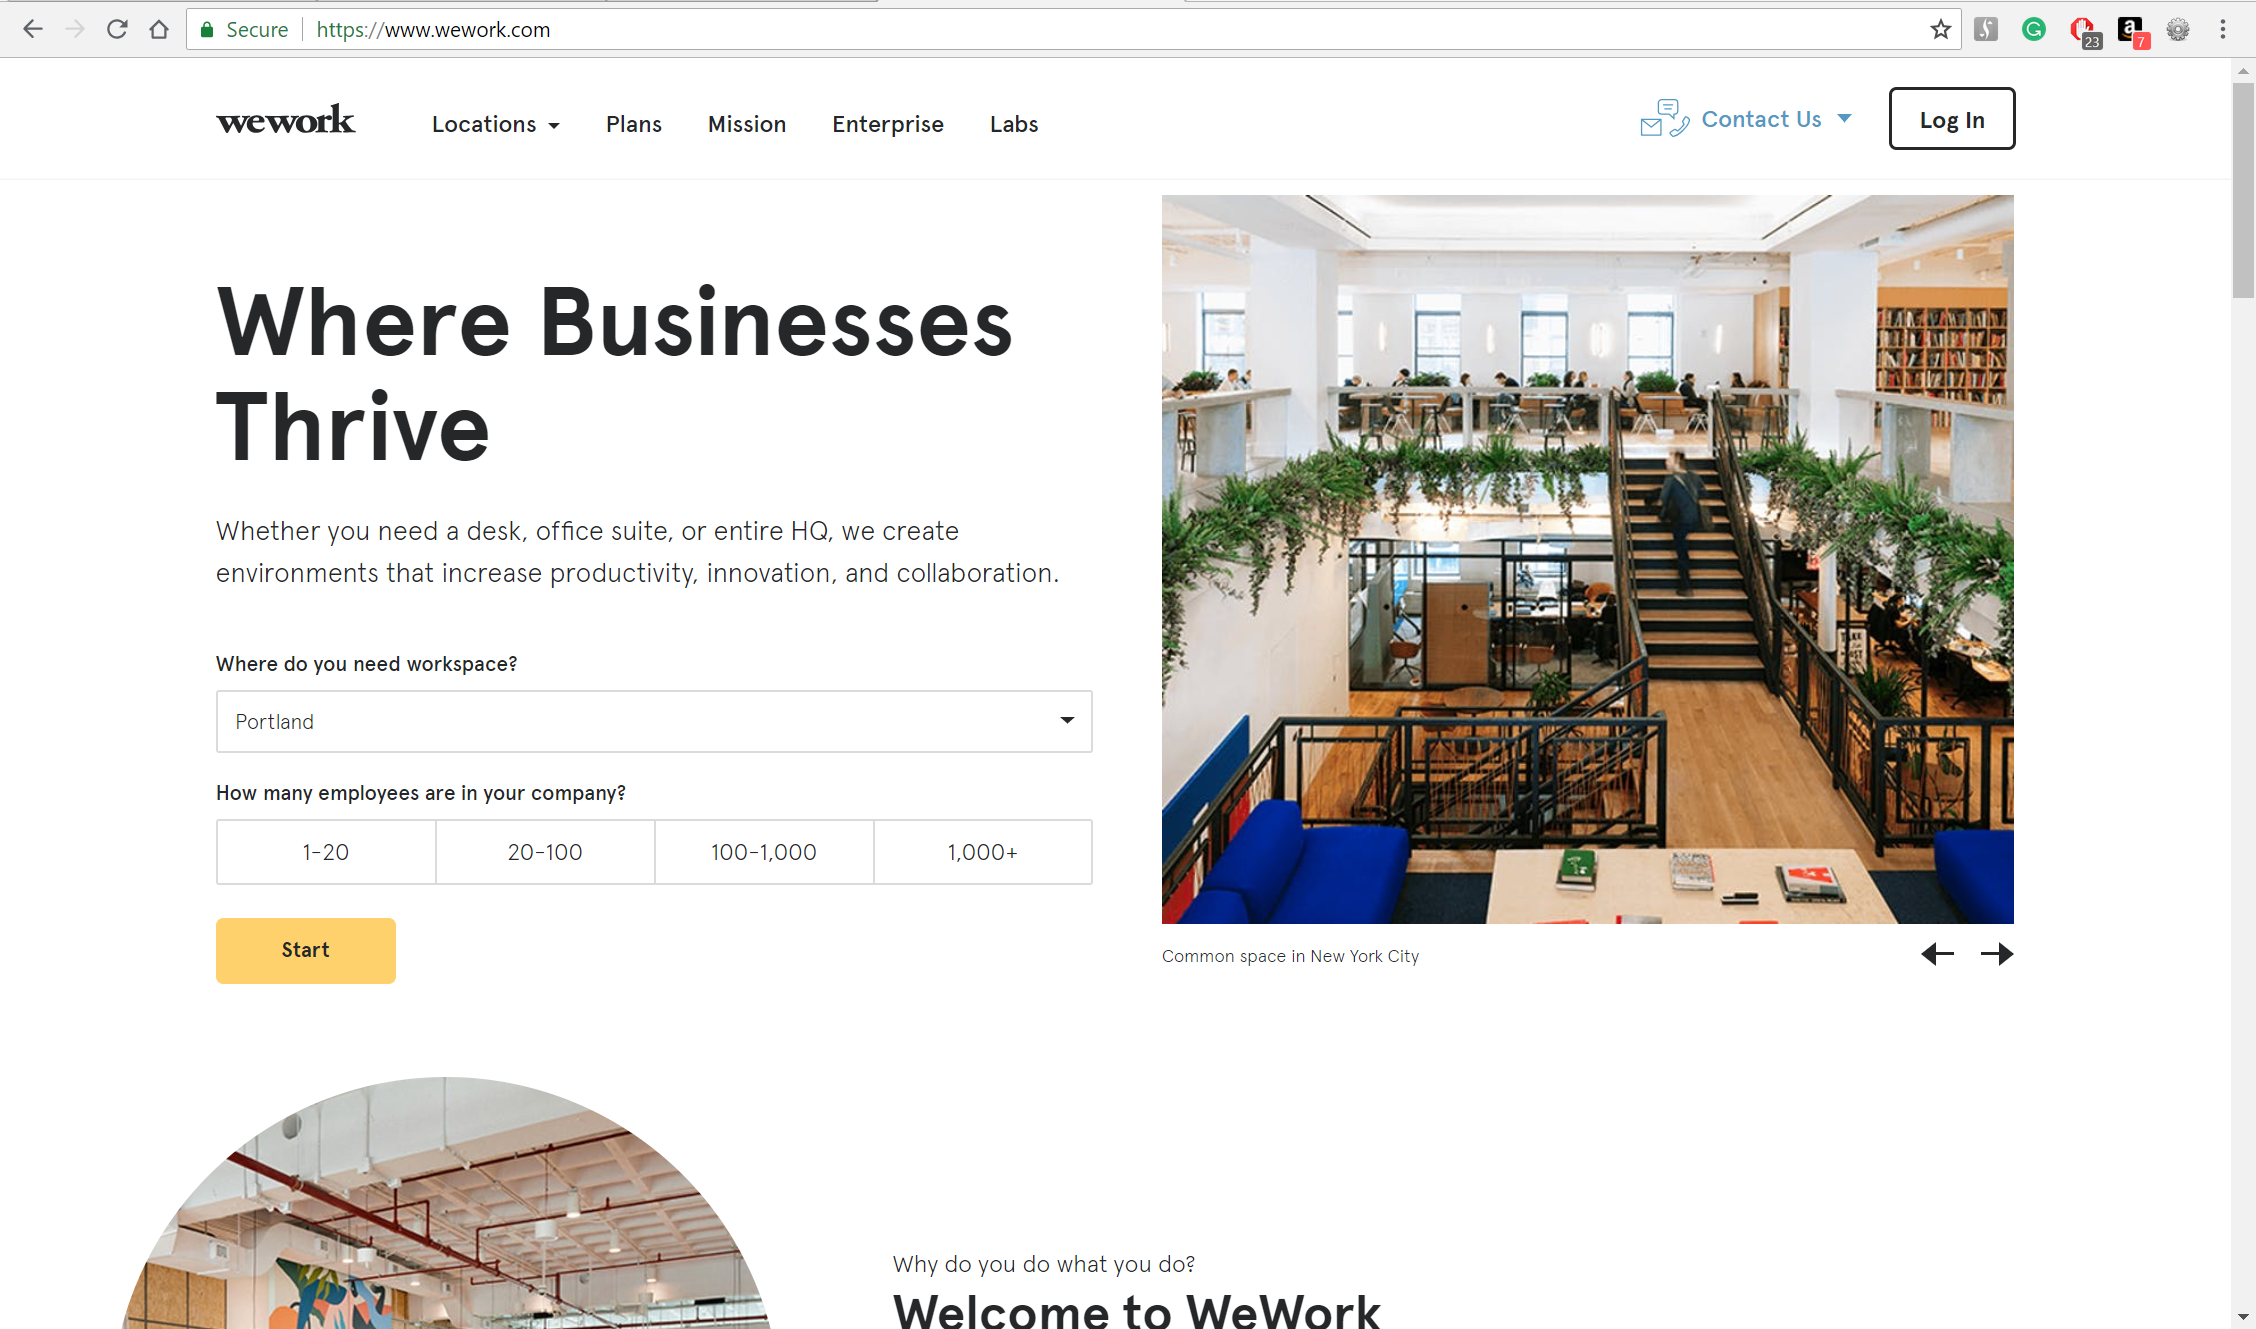 Secure https://www.wework.com
23
7
wework
Locations
Plans
Mission
Enterprise
Labs
Contact Us
Log In
Where Businesses
Thrive
Whether you need a desk, office suite, or entire HQ, we create
environments that increase productivity, innovation, and collaboration.
Where do you need workspace?
Portland
How many employees are in your company?
1-20
20-100
100-1,000
1,000+
Start
Common space in New York City
Why do you do what you do?
Welcome to WeWork